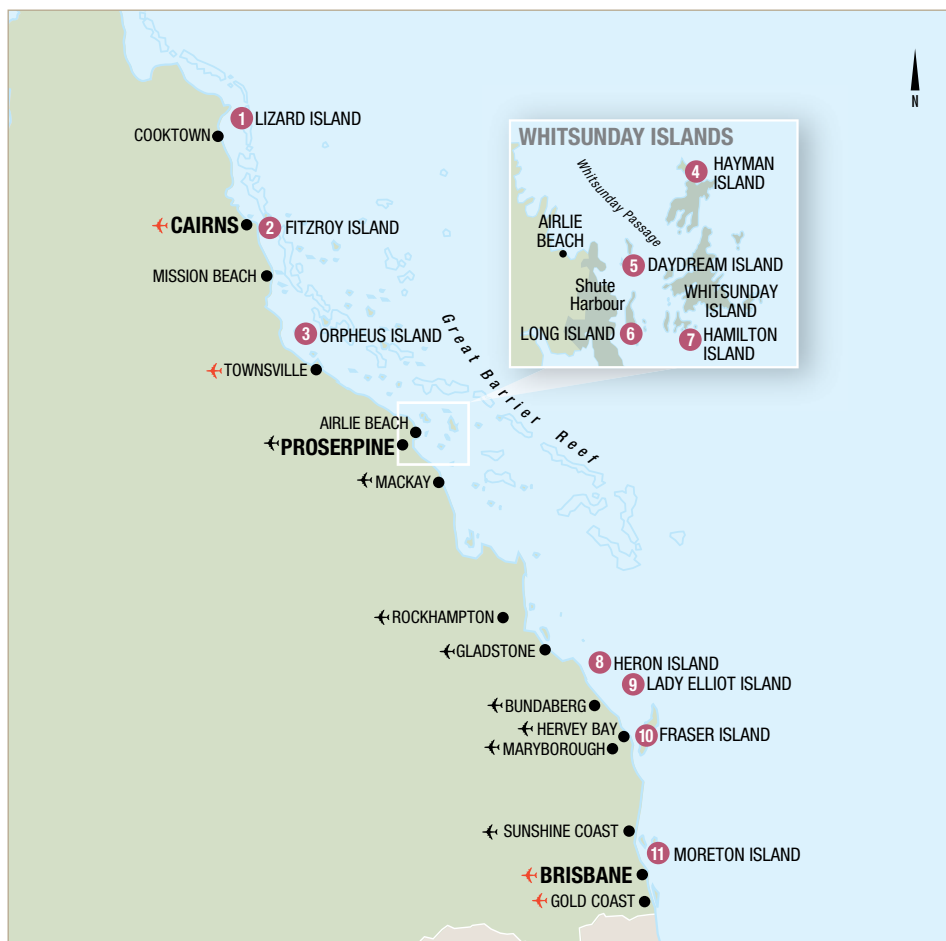 N
1 LIZARD ISLAND
COOKTOWN
WHITSUNDAY ISLANDS
Whitsunday Passage
4 HAYMAN
ISLAND
AIRLIE
BEACH
5 DAYDREAM ISLAND
Shute
Harbour
WHITSUNDAY
ISLAND
LONG ISLAND 6
7 HAMILTON
ISLAND
CAIRNS
2 FITZROY ISLAND
MISSION BEACH
3 ORPHEUS ISLAND
Great Barrier Reef
TOWNSVILLE
AIRLIE BEACH
PROSERPINE
MACKAY
ROCKHAMPTON
GLADSTONE
8 HERON ISLAND
9 LADY ELLIOT ISLAND
BUNDABERG
HERVEY BAY
10 FRASER ISLAND
MARYBOROUGH
SUNSHINE COAST
11 MORETON ISLAND
BRISBANE
GOLD COAST